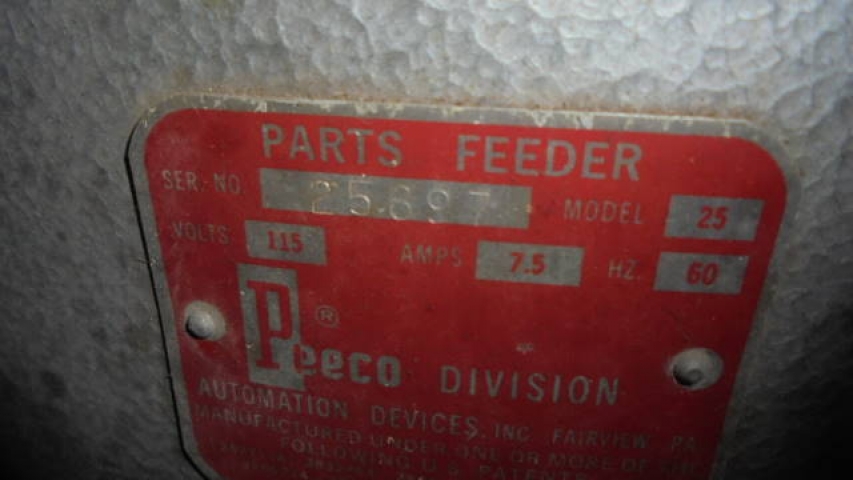 PARTS FEEDER
SER. NO. 25697 MODEL 25
VOLTS 115 AMPS 7.5 HZ 60
Peeco ® DIVISION
AUTOMATION DEVICES, INC. FAIRVIEW, PA.
MANUFACTURED UNDER ONE OR MORE OF THE
FOLLOWING U.S. PATENTS